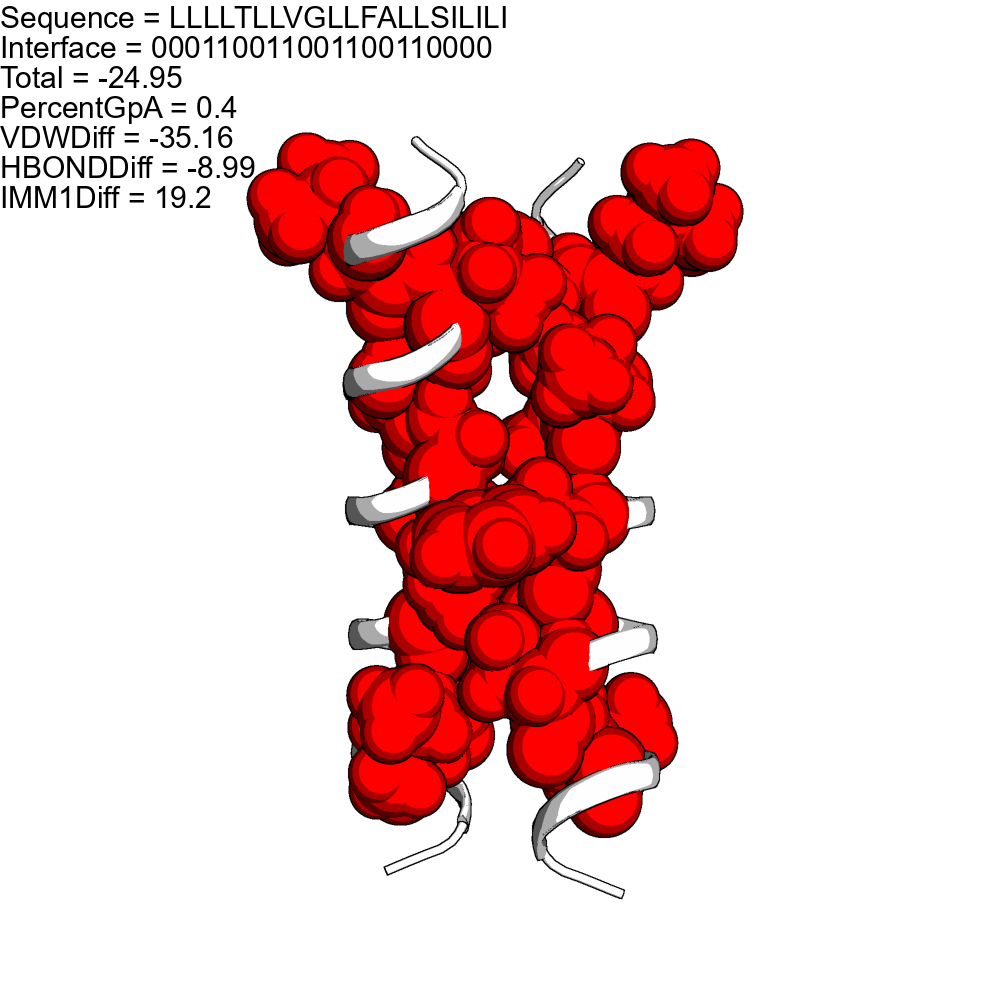 Sequence = LLLLTLLVGLLFALLSILILI
Interface = 000110011001100110000
Total = -24.95
PercentGpA = 0.4
VDWDiff = -35.16
HBONDDiff = -8.99
IMM1Diff = 19.2